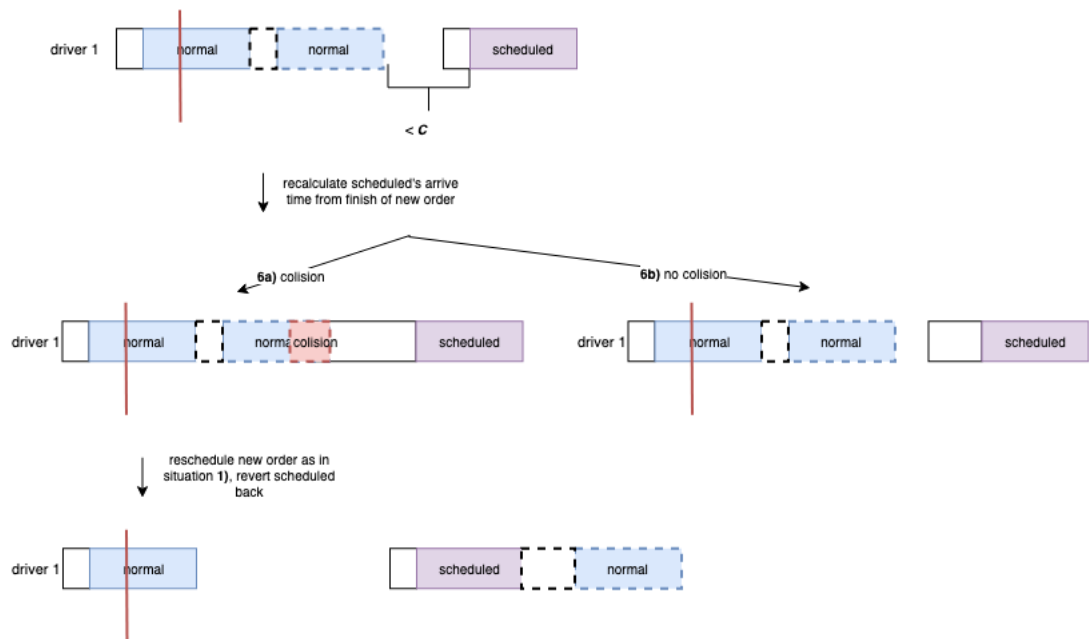 driver 1
normal
normal
scheduled
< C
recalculate scheduled's arrive
time from finish of new order
6a) colision
6b) no colision
driver 1
normal
normal
colision
scheduled
driver 1
normal
normal
scheduled
reschedule new order as in
situation 1), revert scheduled
back
driver 1
normal
scheduled
normal